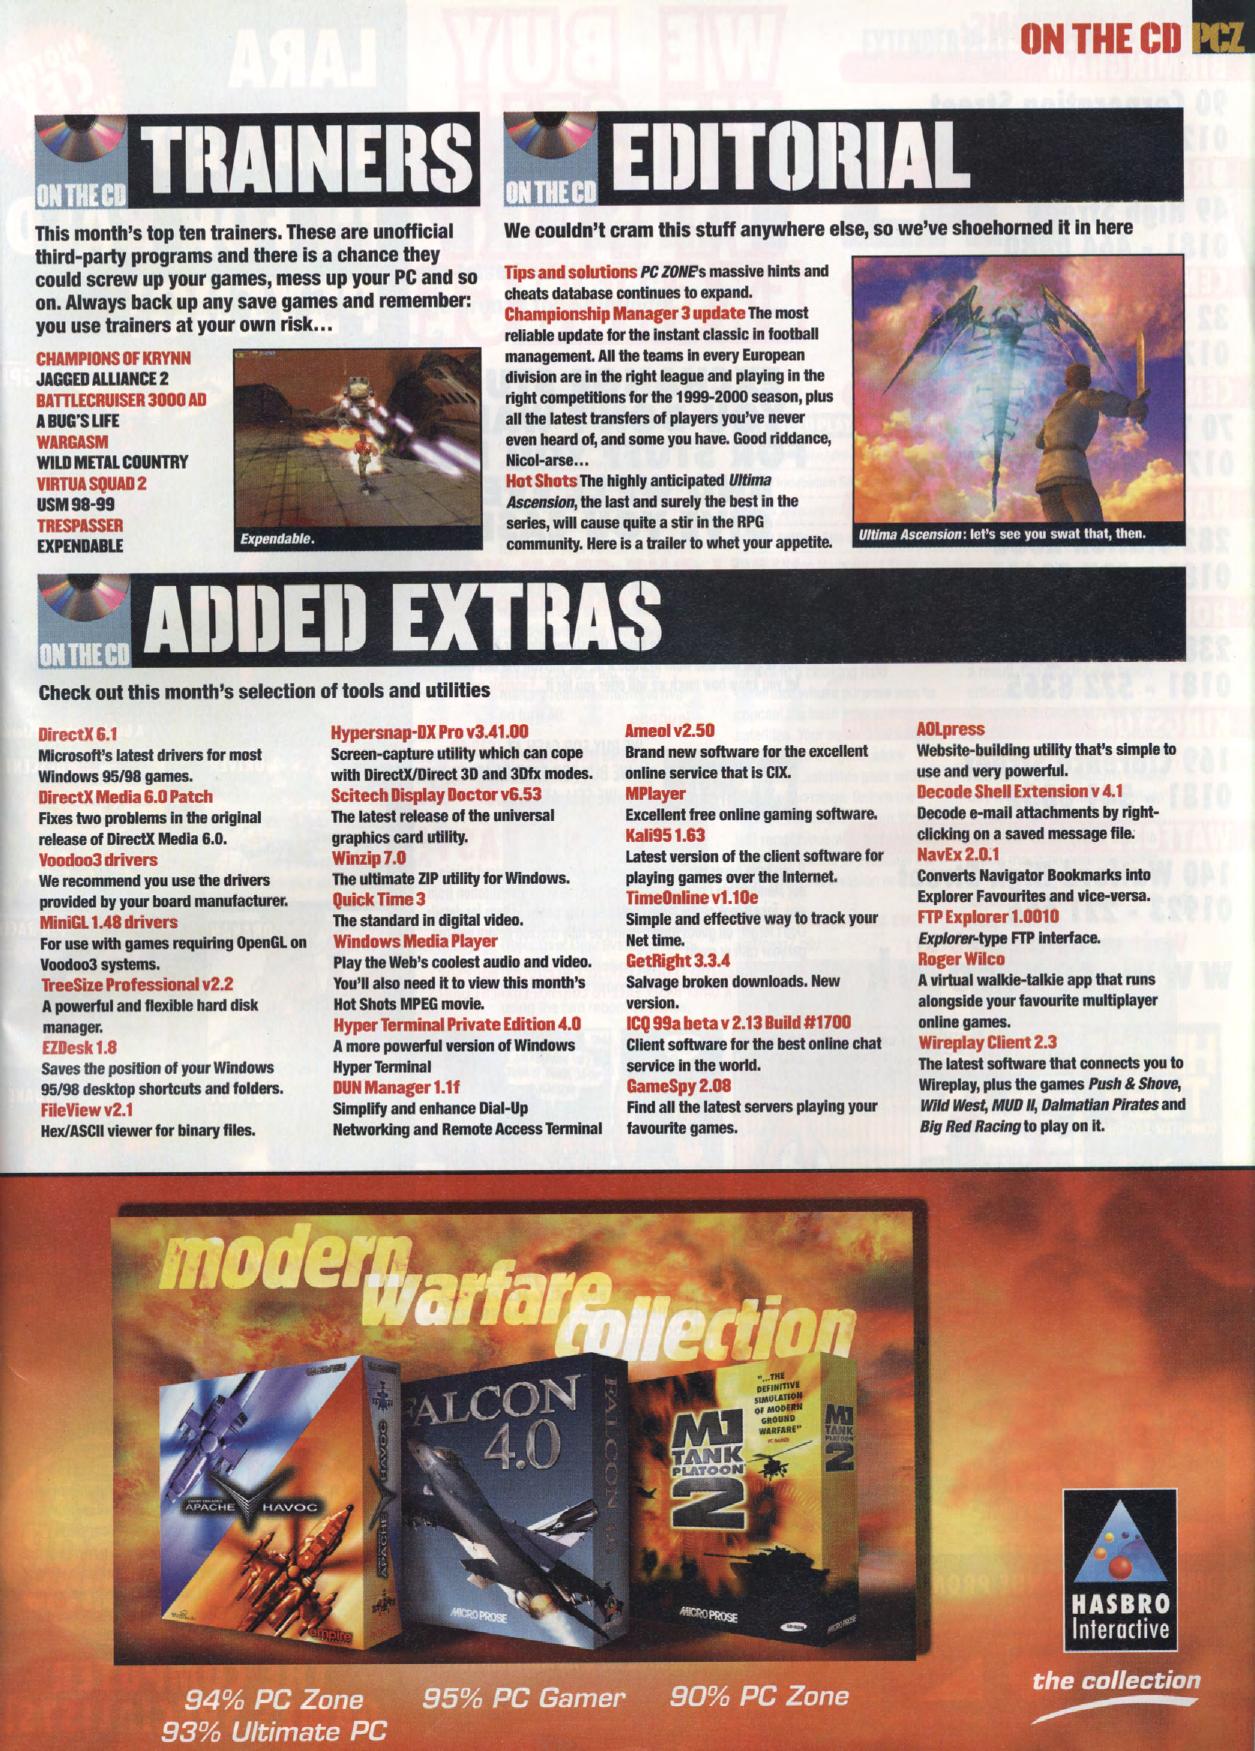 ON THE CD PCZ
ON THE CD
TRAINERS
This month's top ten trainers. These are unofficial
third-party programs and there is a chance they
could screw up your games, mess up your PC and so
on. Always back up any save games and remember:
you use trainers at your own risk...
CHAMPIONS OF KRYNN
JAGGED ALLIANCE 2
BATTLECRUISER 3000 AD
A BUG'S LIFE
WARGASM
WILD METAL COUNTRY
VIRTUA SQUAD 2
USM 98-99
TRESPASSER
EXPENDABLE
Expendable.
ON THE CD
EDITORIAL
We couldn't cram this stuff anywhere else, so we've shoehorned it in here
Tips and solutions PC ZONE's massive hints and
cheats database continues to expand.
Championship Manager 3 update The most
reliable update for the instant classic in football
management. All the teams in every European
division are in the right league and playing in the
right competitions for the 1999-2000 season, plus
all the latest transfers of players you've never
even heard of, and some you have. Good riddance,
Nicol-arse...
Hot Shots The highly anticipated Ultima
Ascension, the last and surely the best in the
series, will cause quite a stir in the RPG
community. Here is a trailer to whet your appetite.
Ultima Ascension: let's see you swat that, then.
ON THE CD
ADDED EXTRAS
Check out this month's selection of tools and utilities
DirectX 6.1
Microsoft's latest drivers for most
Windows 95/98 games.
DirectX Media 6.0 Patch
Fixes two problems in the original
release of DirectX Media 6.0.
Voodoo3 drivers
We recommend you use the drivers
provided by your board manufacturer.
MiniGL 1.48 drivers
For use with games requiring OpenGL on
Voodoo3 systems.
TreeSize Professional v2.2
A powerful and flexible hard disk
manager.
EZDesk 1.8
Saves the position of your Windows
95/98 desktop shortcuts and folders.
FileView v2.1
Hex/ASCII viewer for binary files.
Hypersnap-DX Pro v3.41.00
Screen-capture utility which can cope
with DirectX/Direct 3D and 3Dfx modes.
Scitech Display Doctor v6.53
The latest release of the universal
graphics card utility.
Winzip 7.0
The ultimate ZIP utility for Windows.
Quick Time 3
The standard in digital video.
Windows Media Player
Play the Web's coolest audio and video.
You'll also need it to view this month's
Hot Shots MPEG movie.
Hyper Terminal Private Edition 4.0
A more powerful version of Windows
Hyper Terminal
DUN Manager 1.1f
Simplify and enhance Dial-Up
Networking and Remote Access Terminal
Ameol v2.50
Brand new software for the excellent
online service that is CIX.
MPlayer
Excellent free online gaming software.
Kali95 1.63
Latest version of the client software for
playing games over the Internet.
TimeOnline v1.10e
Simple and effective way to track your
Net time.
GetRight 3.3.4
Salvage broken downloads. New
version.
ICQ 99a beta v 2.13 Build #1700
Client software for the best online chat
service in the world.
GameSpy 2.08
Find all the latest servers playing your
favourite games.
AOLpress
Website-building utility that's simple to
use and very powerful.
Decode Shell Extension v 4.1
Decode e-mail attachments by right-
clicking on a saved message file.
NavEx 2.0.1
Converts Navigator Bookmarks into
Explorer Favourites and vice-versa.
FTP Explorer 1.0010
Explorer-type FTP interface.
Roger Wilco
A virtual walkie-talkie app that runs
alongside your favourite multiplayer
online games.
Wireplay Client 2.3
The latest software that connects you to
Wireplay, plus the games Push & Shove,
Wild West, MUD II, Dalmatian Pirates and
Big Red Racing to play on it.
modern
warfare
collection
APACHE HAVOC
APACHE HAVOC
empire
FALCON
4.0
FALCON 4.0
MICROPROSE
"...THE
DEFINITIVE
SIMULATION
OF MODERN
GROUND
WARFARE"
PC GAMER
M1
TANK
PLATOON
2
M1
TANK
PLATOON
2
MICROPROSE
MICROPROSE
HASBRO
Interactive
the collection
94% PC Zone
93% Ultimate PC
95% PC Gamer
90% PC Zone